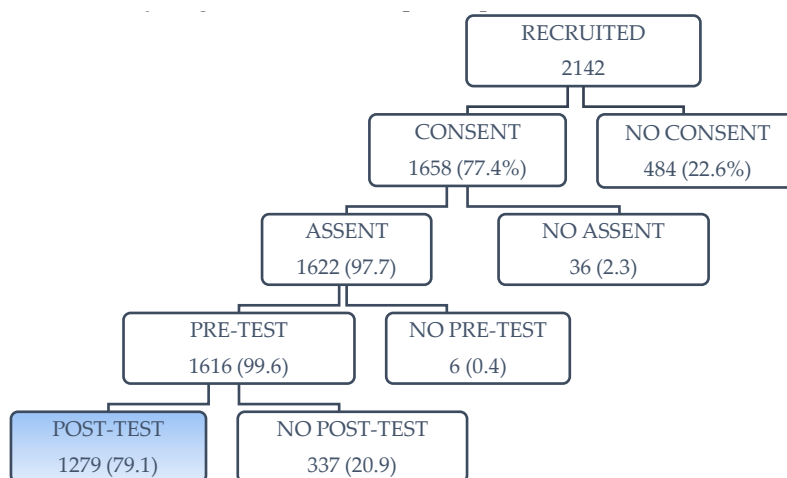 RECRUITED
2142
CONSENT
1658 (77.4%)
NO CONSENT
484 (22.6%)
ASSENT
1622 (97.7)
NO ASSENT
36 (2.3)
PRE-TEST
1616 (99.6)
NO PRE-TEST
6 (0.4)
POST-TEST
1279 (79.1)
NO POST-TEST
337 (20.9)